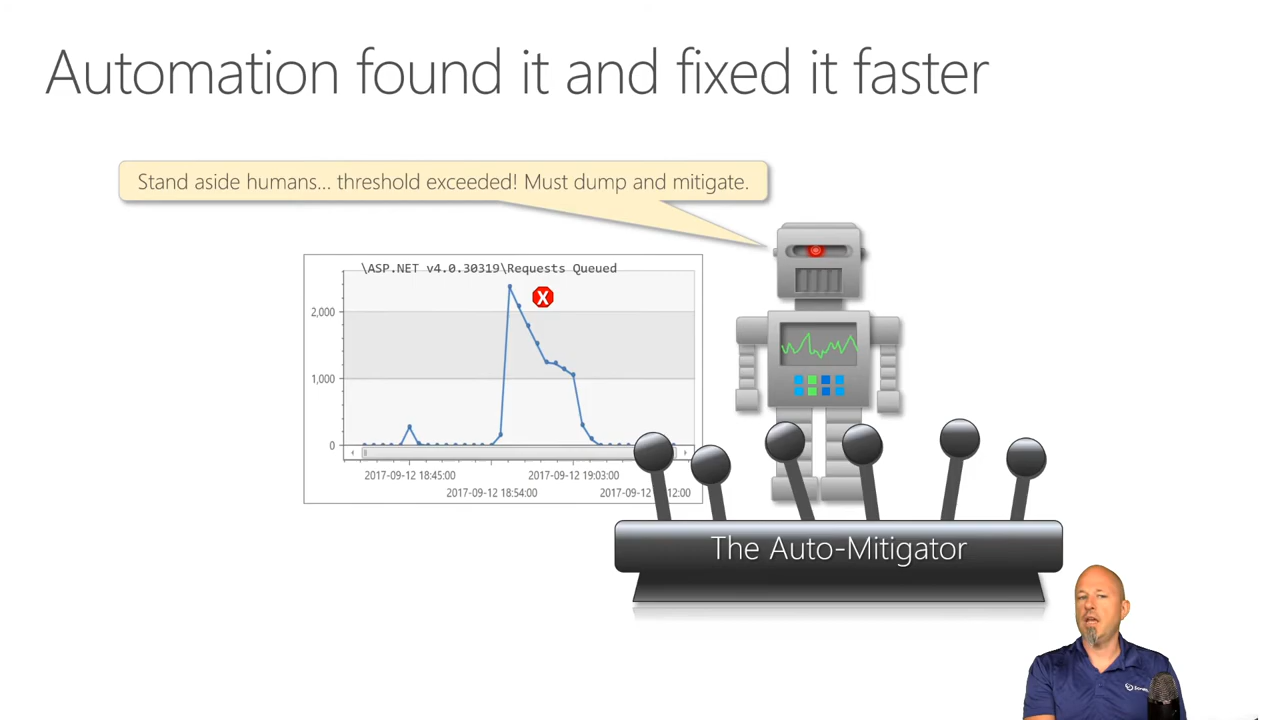 Automation found it and fixed it faster
Stand aside humans... threshold exceeded! Must dump and mitigate.
\ASP.NET v4.0.30319\Requests Queued
X
2,000
1,000
0
2017-09-12 18:45:00
2017-09-12 19:03:00
2017-09-12 18:54:00
The Auto-Mitigator